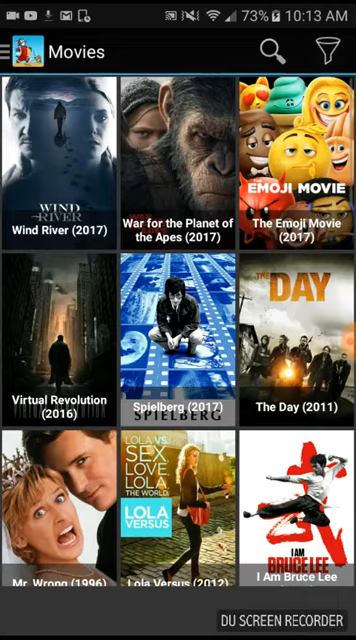 73% 10:13 AM
Movies
WIND
RIVER
Wind River (2017)
War for the Planet of
the Apes (2017)
EMOJI MOVIE
The Emoji Movie
(2017)
Virtual Revolution
(2016)
SPIELBERG
Spielberg (2017)
THE
DAY
The Day (2011)
Mr. Wrong (1996)
LOLA VS.
SEX
LOVE
LOLA
THE WORLD.
LOLA
VERSUS
Lola Versus (2012)
I AM
BRUCE LEE
I Am Bruce Lee
DU SCREEN RECORDER